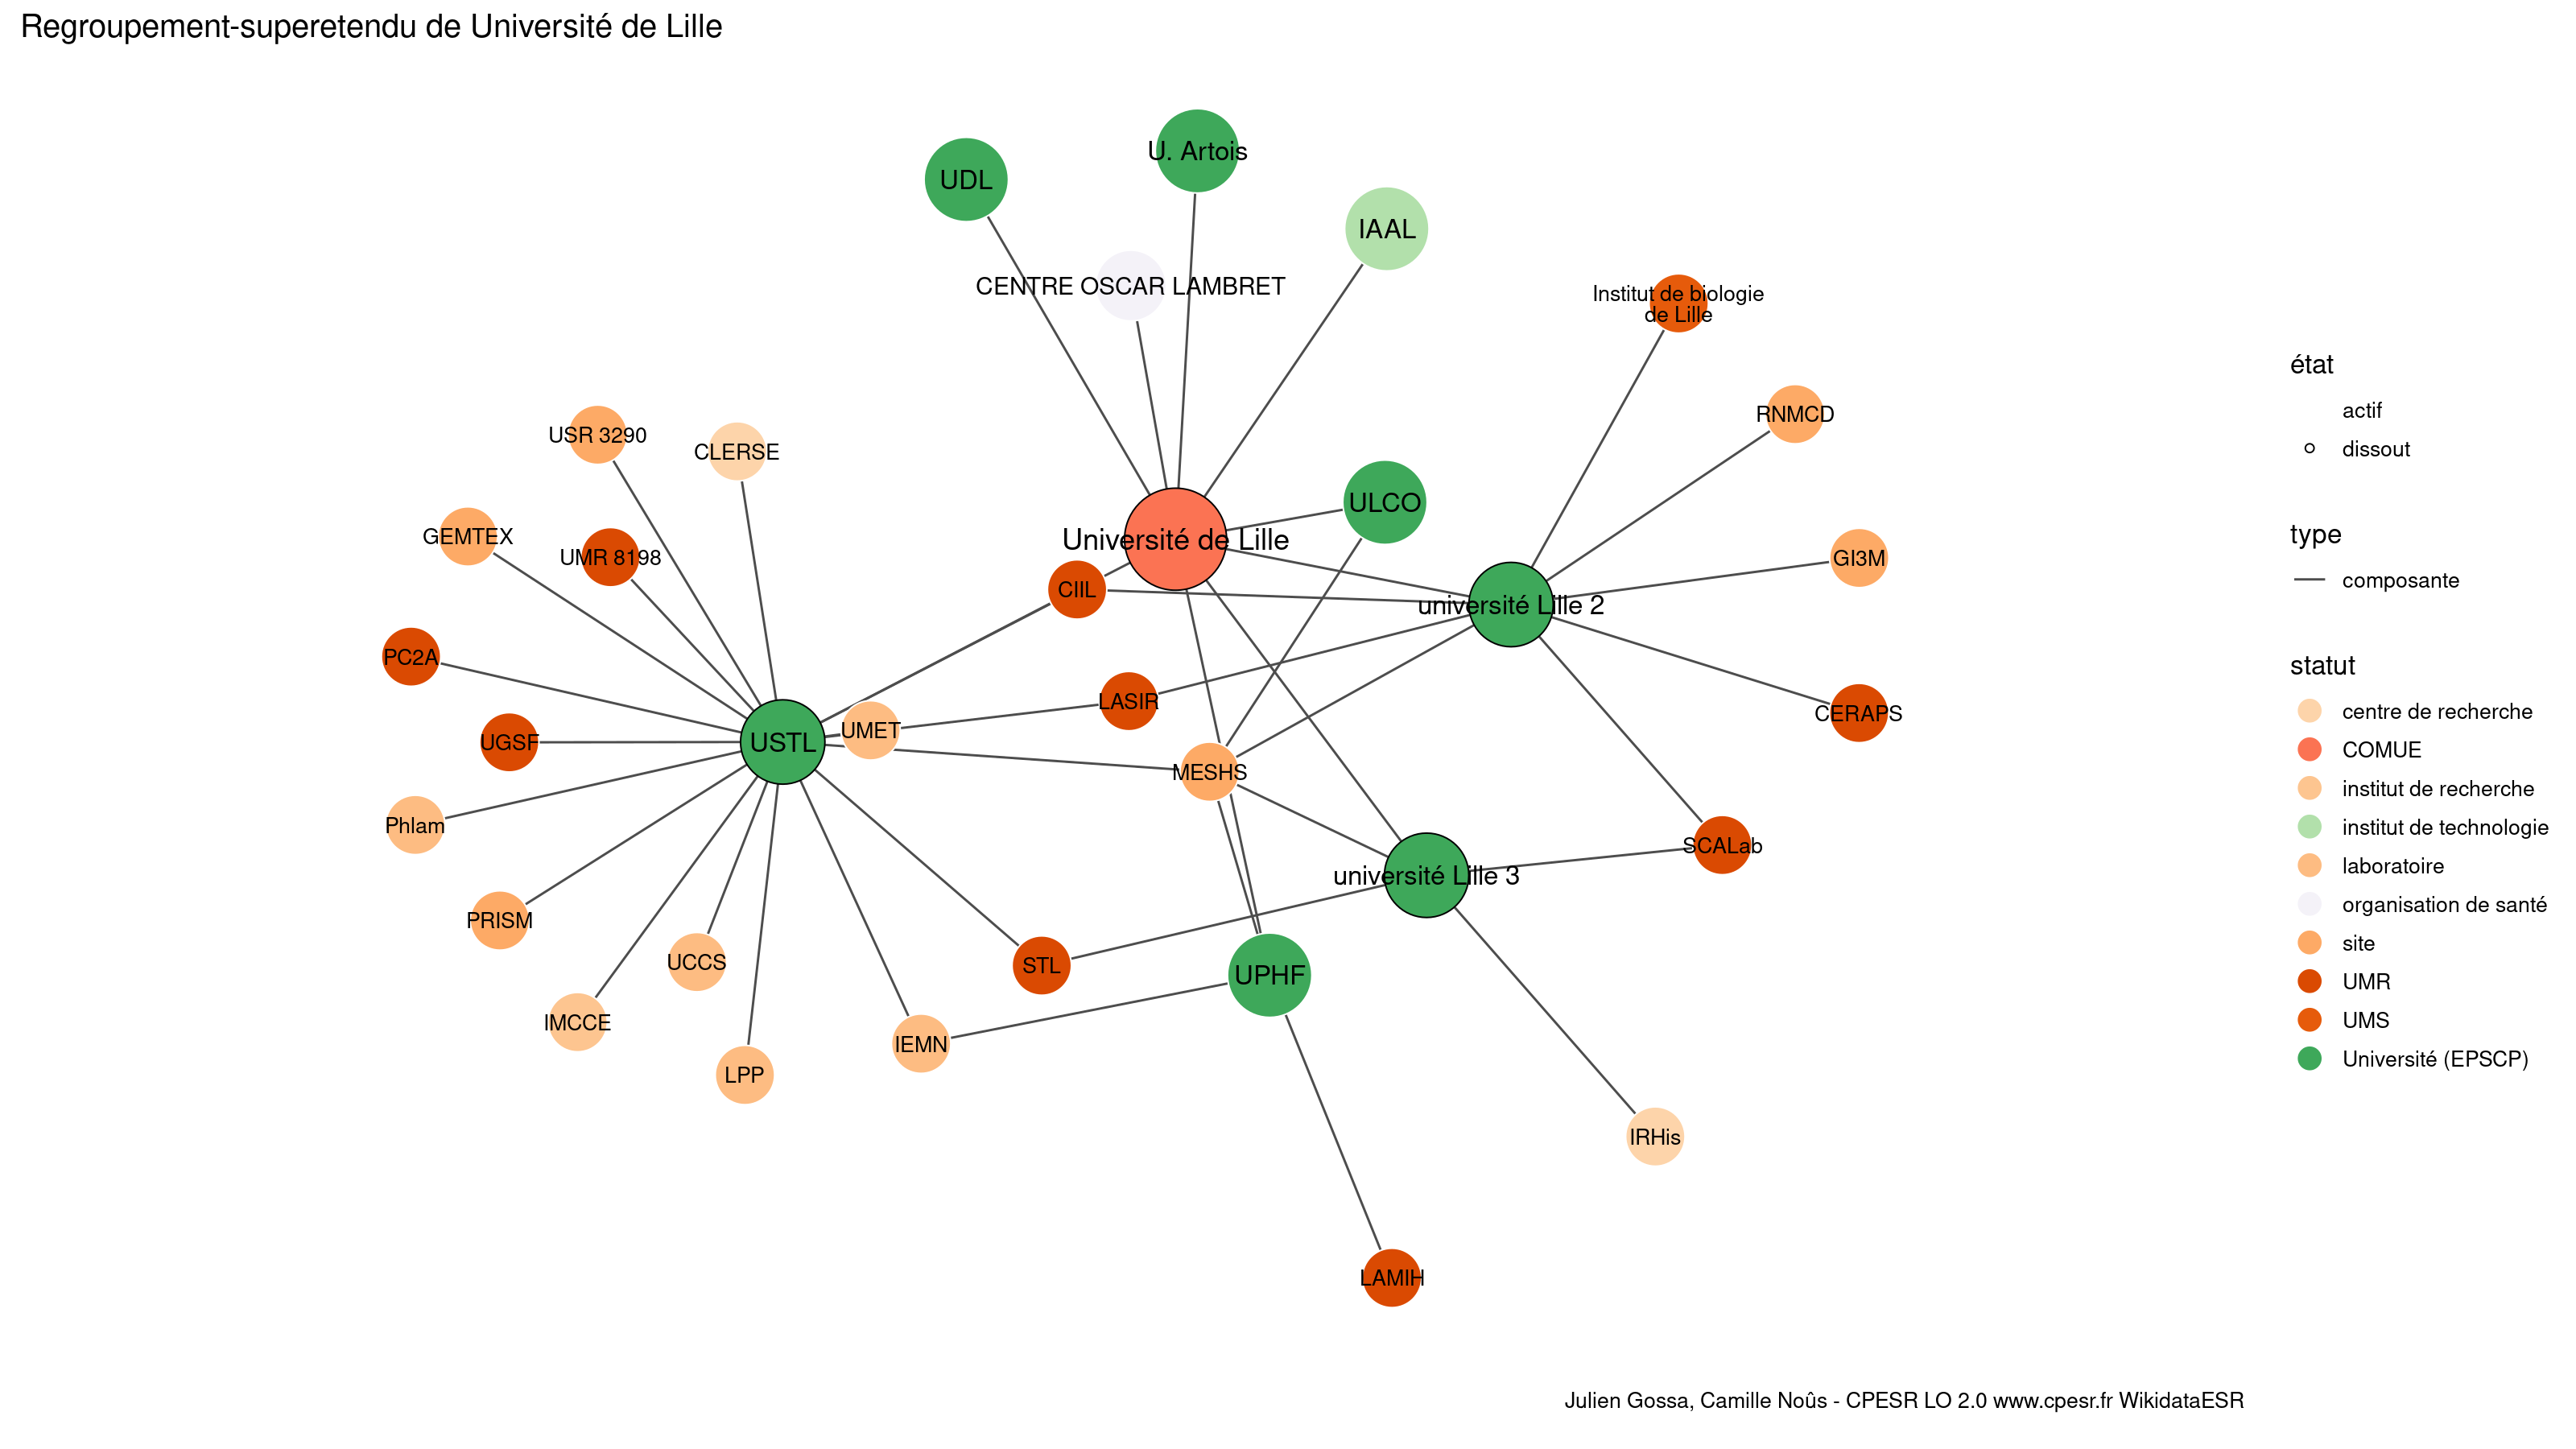 Regroupement-superetendu de Université de Lille
U. Artois
UDL
IAAL
CENTRE OSCAR LAMBRET
Institut de biologie
de Lille
RNMCD
USR 3290
CLERSE
ULCO
GEMTEX
Université de Lille
UMR 8198
GI3M
CIIL
université Lille 2
PC2A
LASIR
CERAPS
UMET
UGSF
USTL
MESHS
Phlam
SCALab
université Lille 3
PRISM
UCCS
STL
UPHF
IMCCE
IEMN
LPP
IRHis
LAMIH
état
actif
dissout
type
composante
statut
centre de recherche
COMUE
institut de recherche
institut de technologie
laboratoire
organisation de santé
site
UMR
UMS
Université (EPSCP)
Julien Gossa, Camille Noûs - CPESR LO 2.0 www.cpesr.fr WikidataESR